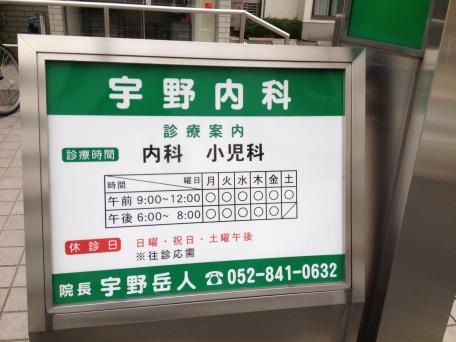 宇野内科
診療案内
診療時間 内科 小児科
時間 曜日 月 火 水 木 金 土
午前 9:00~12:00 ○ ○ ○ ○ ○ ○
午後 6:00~ 8:00 ○ ○ ○ ○ ○ ／
休診日 日曜・祝日・土曜午後
※往診応需
院長 宇野岳人 ☎052-841-0632